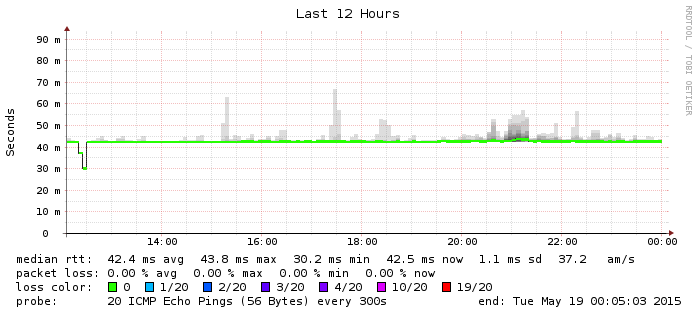 Last 12 Hours
RRDTOOL / TOBI OETIKER
Seconds
90 m
80 m
70 m
60 m
50 m
40 m
30 m
20 m
10 m
0
14:00 16:00 18:00 20:00 22:00 00:00
median rtt: 42.4 ms avg 43.8 ms max 30.2 ms min 42.5 ms now 1.1 ms sd 37.2 am/s
packet loss: 0.00 % avg 0.00 % max 0.00 % min 0.00 % now
loss color: 0 1/20 2/20 3/20 4/20 10/20 19/20
probe: 20 ICMP Echo Pings (56 Bytes) every 300s end: Tue May 19 00:05:03 2015